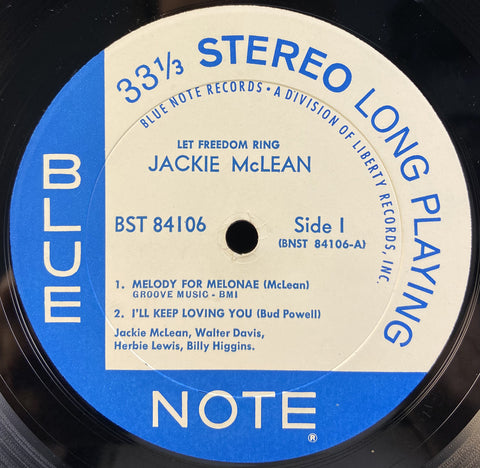 33 1/3 STEREO LONG PLAYING
BLUE NOTE RECORDS • A DIVISION OF LIBERTY RECORDS, INC.
LET FREEDOM RING
JACKIE McLEAN
BST 84106
Side I
(BNST 84106-A)
1. MELODY FOR MELONAE (McLean)
GROOVE MUSIC - BMI
2. I'LL KEEP LOVING YOU (Bud Powell)
Jackie McLean, Walter Davis,
Herbie Lewis, Billy Higgins.
BLUE
NOTE ®